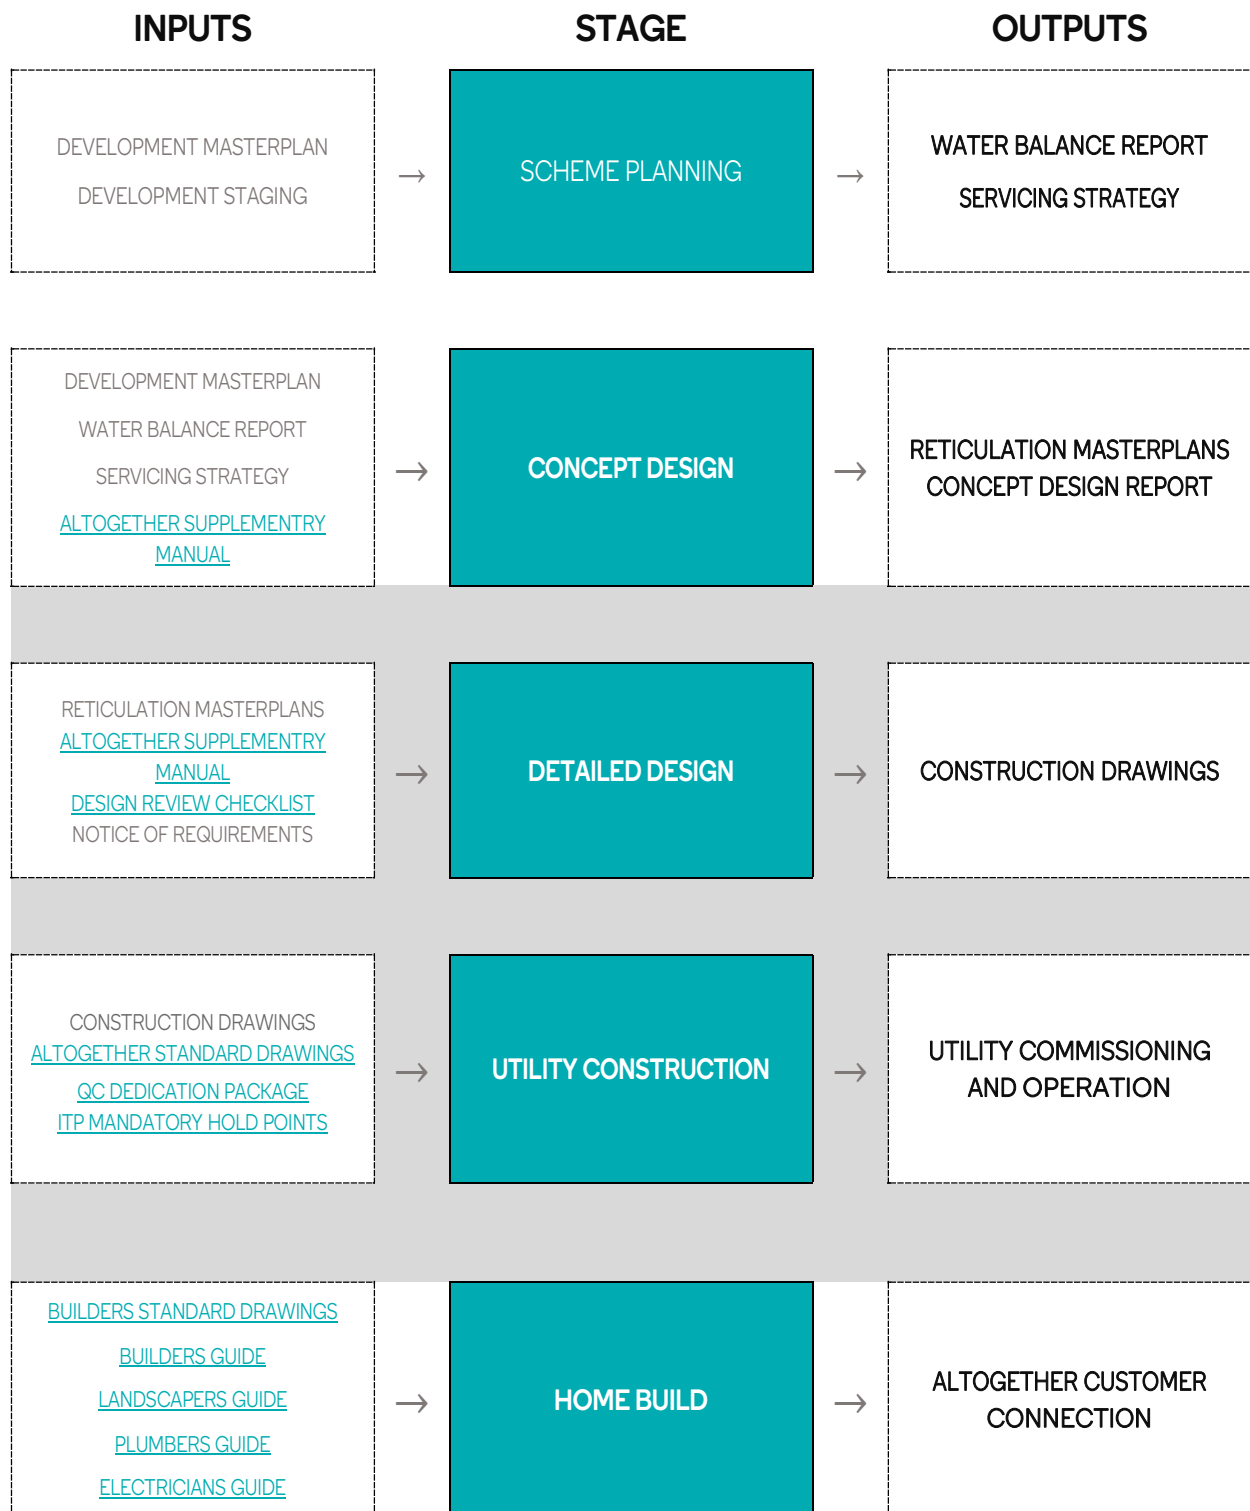 INPUTS STAGE OUTPUTS
DEVELOPMENT MASTERPLAN
DEVELOPMENT STAGING
→
SCHEME PLANNING
→
WATER BALANCE REPORT
SERVICING STRATEGY
DEVELOPMENT MASTERPLAN
WATER BALANCE REPORT
SERVICING STRATEGY
ALTOGETHER SUPPLEMENTRY
MANUAL
→
CONCEPT DESIGN
→
RETICULATION MASTERPLANS
CONCEPT DESIGN REPORT
RETICULATION MASTERPLANS
ALTOGETHER SUPPLEMENTRY
MANUAL
DESIGN REVIEW CHECKLIST
NOTICE OF REQUIREMENTS
→
DETAILED DESIGN
→
CONSTRUCTION DRAWINGS
CONSTRUCTION DRAWINGS
ALTOGETHER STANDARD DRAWINGS
QC DEDICATION PACKAGE
ITP MANDATORY HOLD POINTS
→
UTILITY CONSTRUCTION
→
UTILITY COMMISSIONING
AND OPERATION
BUILDERS STANDARD DRAWINGS
BUILDERS GUIDE
LANDSCAPERS GUIDE
PLUMBERS GUIDE
ELECTRICIANS GUIDE
→
HOME BUILD
→
ALTOGETHER CUSTOMER
CONNECTION